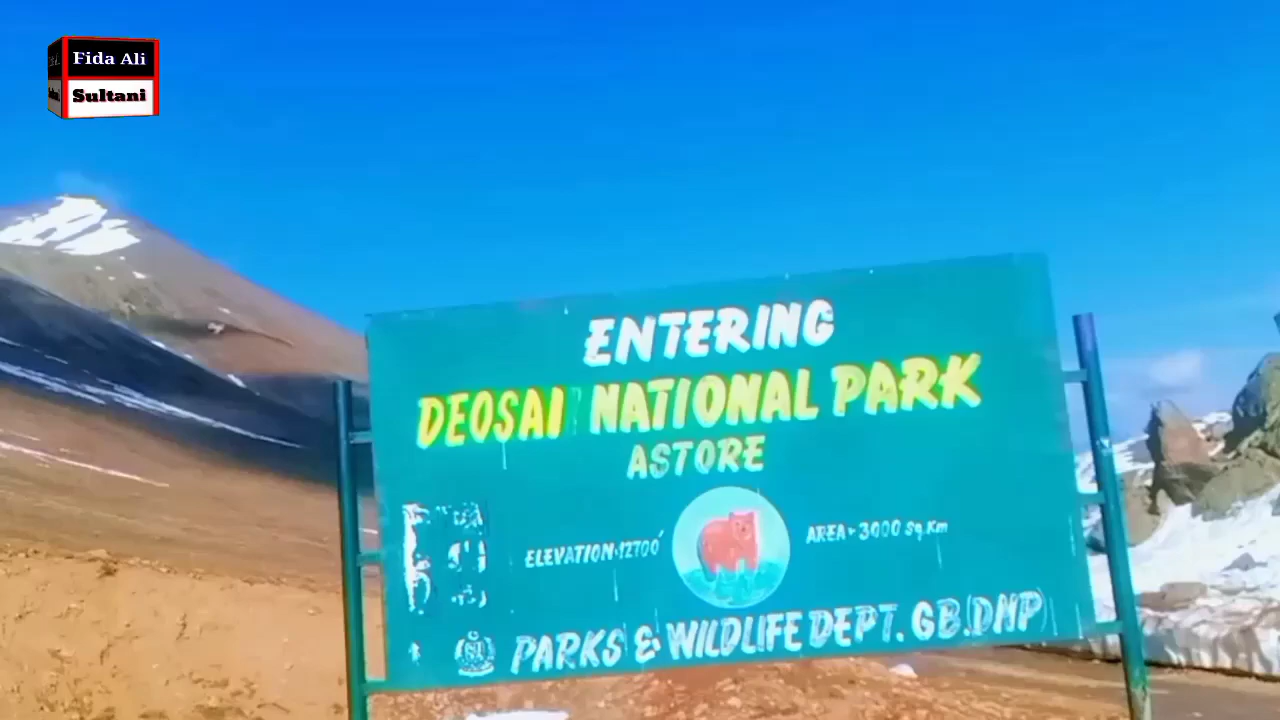 Fida Ali
Sultani
ENTERING
DEOSAI NATIONAL PARK
ASTORE
ELEVATION·12700'
AREA-3000 Sq.Km
PARKS & WILDLIFE DEPT. GB.(DNP)